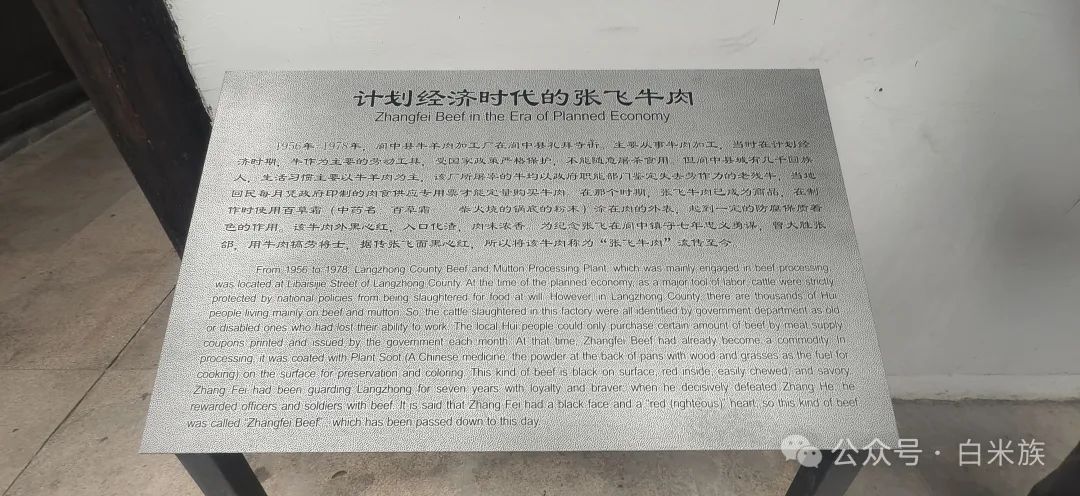 计划经济时代的张飞牛肉
Zhangfei Beef in the Era of Planned Economy
1956年-1978年,阆中县牛羊肉加工厂在阆中县礼拜寺街,主要从事牛肉加工,当时在计划经
济时期,牛作为主要的劳动工具,受国家政策严格保护,不能随意屠杀食用,但阆中县城有几千回族
人,生活习惯主要以牛羊肉为主,该厂所屠宰的牛均以政府职能部门鉴定失去劳作力的老残牛,当地
回民每月凭政府印制的肉食供应专用票才能定量购买牛肉。在那个时期,张飞牛肉已成为商品,在制
作时使用百草霜(中药名,百草霜——柴火烧的锅底的粉末)涂在肉的外表,起到一定的防腐保质着
色的作用。该牛肉外黑心红,入口化渣,肉味浓香。为纪念张飞在阆中镇守七年忠义勇谋,曾大胜张
郃,用牛肉犒劳将士,据传张飞面黑心红,所以将该牛肉称为“张飞牛肉”流传至今。
From 1956 to 1978, Langzhong County Beef and Mutton Processing Plant, which was mainly engaged in beef processing,
was located at Libaisijie Street of Langzhong County. At the time of the planned economy, as a major tool of labor, cattle were strictly
protected by national policies from being slaughtered for food at will. However, in Langzhong County, there are thousands of Hui
people living mainly on beef and mutton. So, the cattle slaughtered in this factory were all identified by government department as old
or disabled ones who had lost their ability to work. The local Hui people could only purchase certain amount of beef by meat supply
coupons printed and issued by the government each month. At that time, Zhangfei Beef had already become a commodity. In
processing, it was coated with Plant Soot (A Chinese medicine, the powder at the back of pans with wood and grasses as the fuel for
cooking) on the surface for preservation and coloring. This kind of beef is black on surface, red inside, easily chewed, and savory.
Zhang Fei had been guarding Langzhong for seven years with loyalty and braver, when he decisively defeated Zhang He, he
rewarded officers and soldiers with beef. It is said that Zhang Fei had a black face and a "red (righteous)" heart, so this kind of beef
was called "Zhangfei Beef", which has been passed down to this day.
公众号·白米族